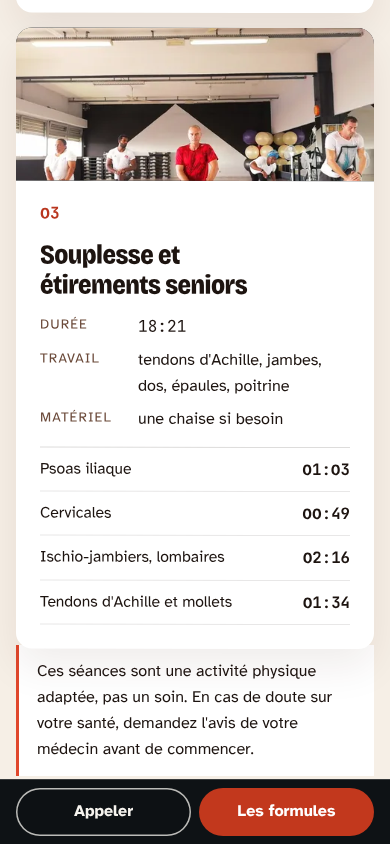 03
Souplesse et
étirements seniors
DURÉE 18:21
TRAVAIL tendons d'Achille, jambes,
dos, épaules, poitrine
MATÉRIEL une chaise si besoin
Psoas iliaque 01:03
Cervicales 00:49
Ischio-jambiers, lombaires 02:16
Tendons d'Achille et mollets 01:34
Ces séances sont une activité physique
adaptée, pas un soin. En cas de doute sur
votre santé, demandez l'avis de votre
médecin avant de commencer.
Appeler Les formules